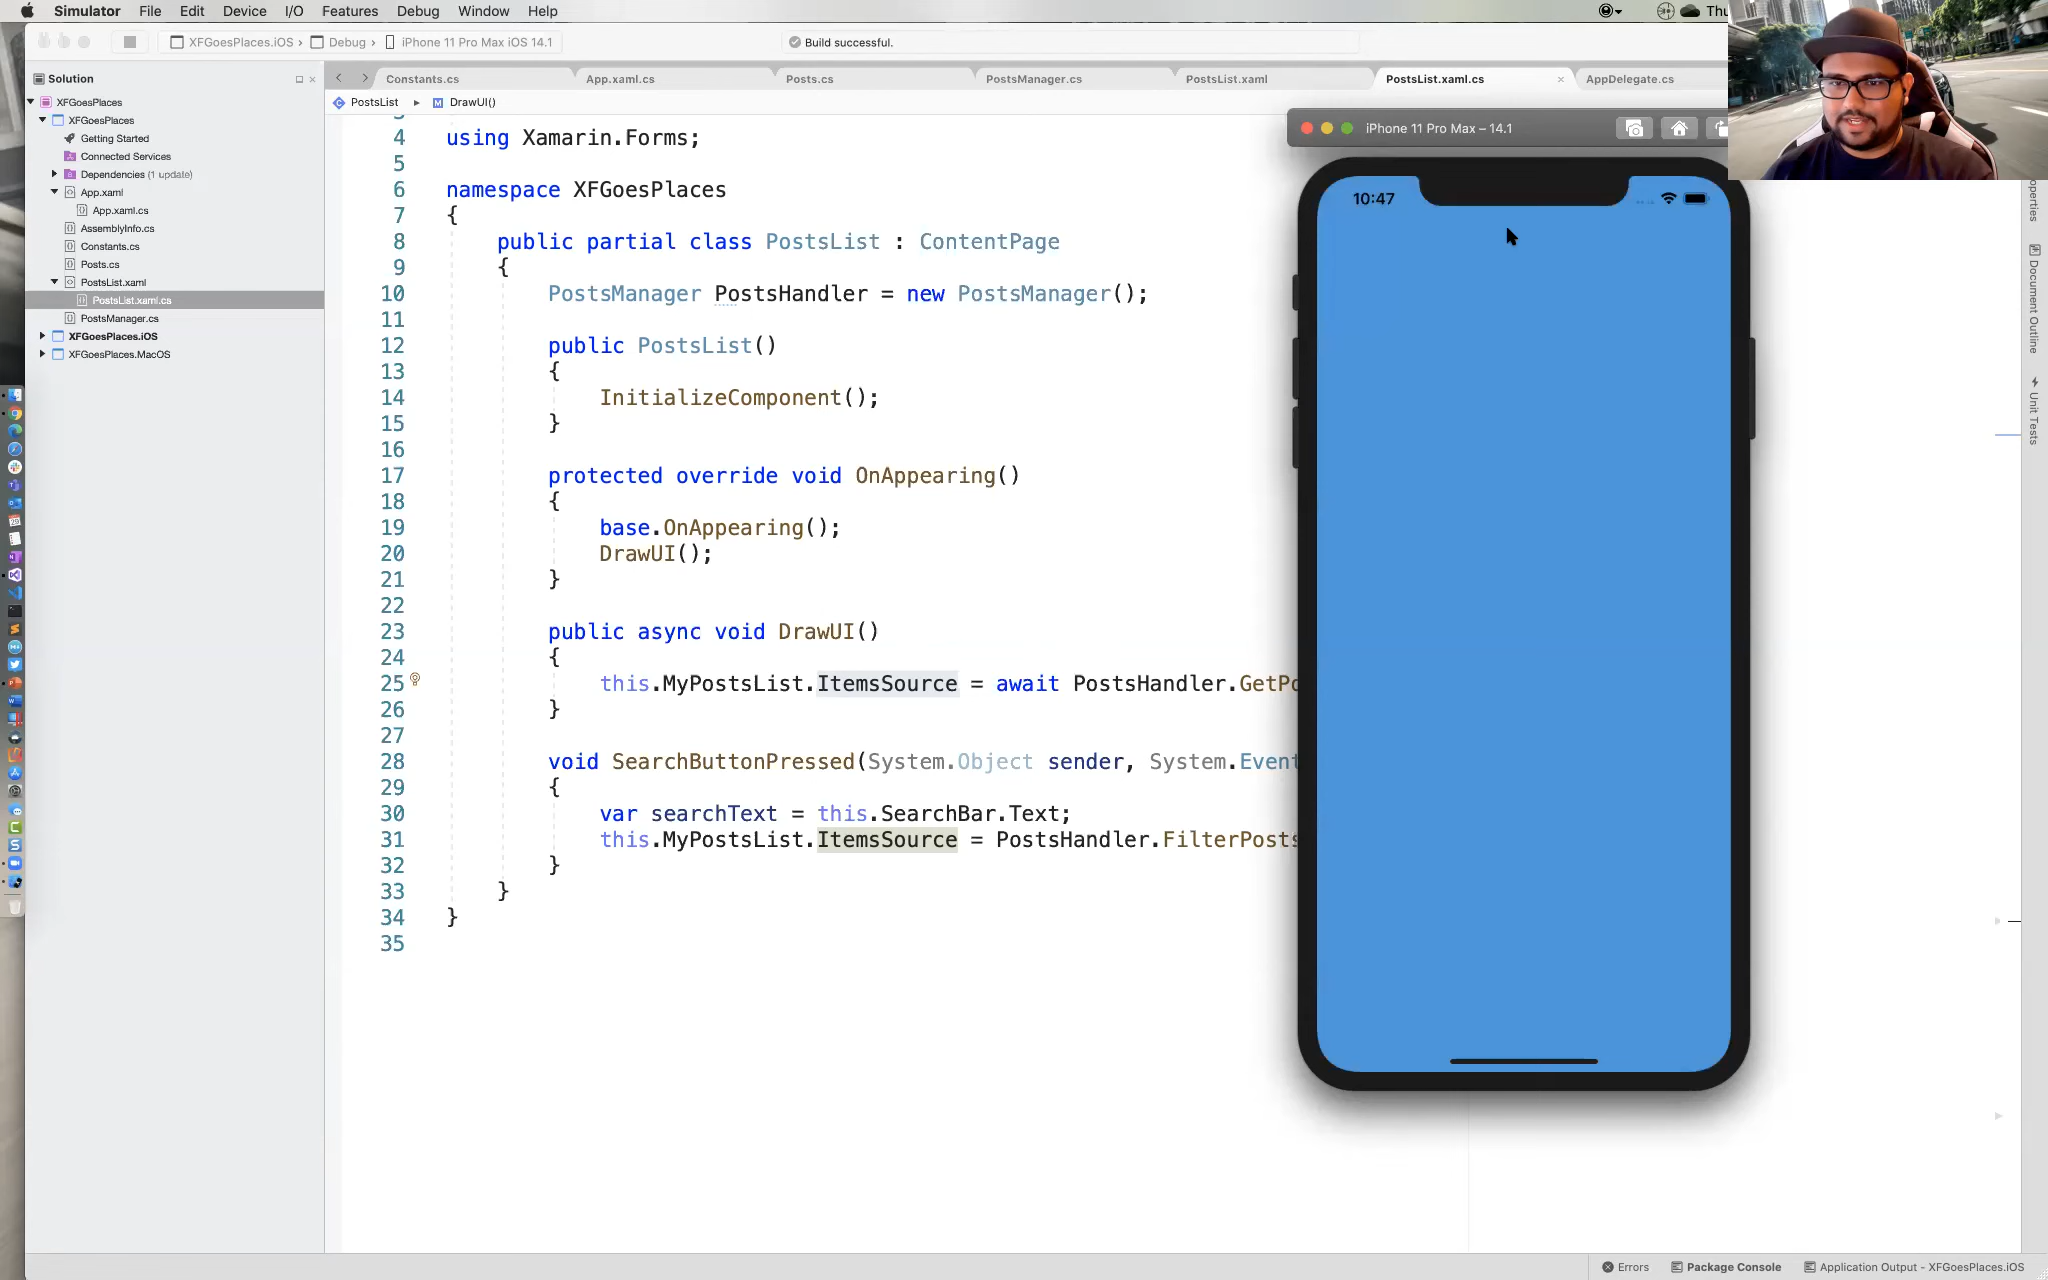 Simulator File Edit Device I/O Features Debug Window Help Thu
XFGoesPlaces.iOS › Debug › iPhone 11 Pro Max iOS 14.1
Build successful.
Solution
XFGoesPlaces
XFGoesPlaces
Getting Started
Connected Services
Dependencies (1 update)
App.xaml
App.xaml.cs
AssemblyInfo.cs
Constants.cs
Posts.cs
PostsList.xaml
PostsList.xaml.cs
PostsManager.cs
XFGoesPlaces.iOS
XFGoesPlaces.MacOS
Constants.cs App.xaml.cs Posts.cs PostsManager.cs PostsList.xaml PostsList.xaml.cs AppDelegate.cs
PostsList DrawUI()
4 using Xamarin.Forms;
5
6 namespace XFGoesPlaces
7 {
8 public partial class PostsList : ContentPage
9 {
10 PostsManager PostsHandler = new PostsManager();
11
12 public PostsList()
13 {
14 InitializeComponent();
15 }
16
17 protected override void OnAppearing()
18 {
19 base.OnAppearing();
20 DrawUI();
21 }
22
23 public async void DrawUI()
24 {
25 this.MyPostsList.ItemsSource = await PostsHandler.GetPo
26 }
27
28 void SearchButtonPressed(System.Object sender, System.Event
29 {
30 var searchText = this.SearchBar.Text;
31 this.MyPostsList.ItemsSource = PostsHandler.FilterPosts
32 }
33 }
34 }
35
iPhone 11 Pro Max – 14.1
10:47
operties
Document Outline
Unit Tests
Errors Package Console Application Output - XFGoesPlaces.iOS